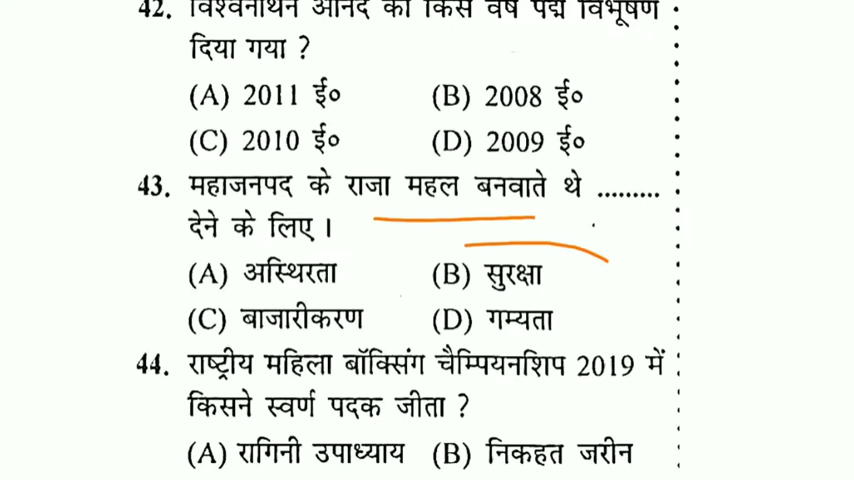 42. विश्वनाथन आनंद को किस वर्ष पद्म विभूषण
दिया गया ?
(A) 2011 ई० (B) 2008 ई०
(C) 2010 ई० (D) 2009 ई०
43. महाजनपद के राजा महल बनवाते थे .........
देने के लिए ।
(A) अस्थिरता (B) सुरक्षा
(C) बाजारीकरण (D) गम्यता
44. राष्ट्रीय महिला बॉक्सिंग चैम्पियनशिप 2019 में
किसने स्वर्ण पदक जीता ?
(A) रागिनी उपाध्याय (B) निकहत जरीन